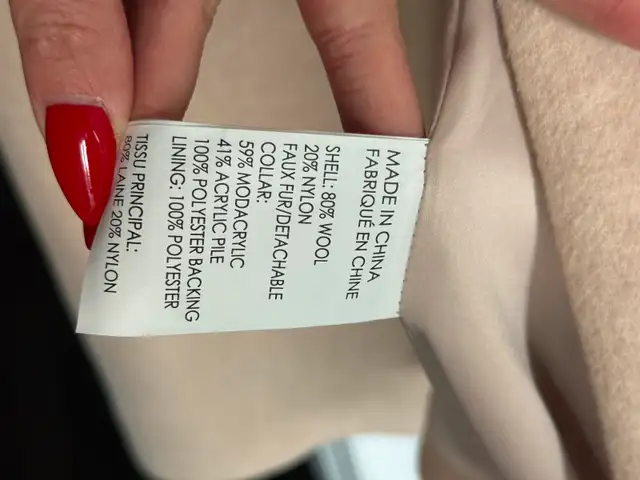 MADE IN CHINA
FABRIQUÉ EN CHINE
SHELL: 80% WOOL
20% NYLON
FAUX FUR/DETACHABLE
COLLAR:
59% MODACRYLIC
41% ACRYLIC PILE
100% POLYESTER BACKING
LINING: 100% POLYESTER
TISSU PRINCIPAL:
80% LAINE 20% NYLON